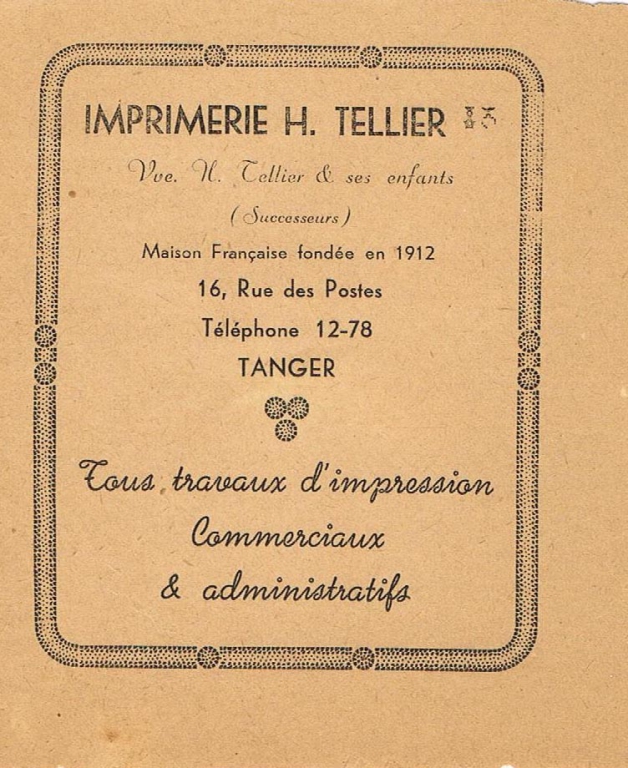 IMPRIMERIE H. TELLIER
Vve. H. Tellier & ses enfants
(Successeurs)
Maison Française fondée en 1912
16, Rue des Postes
Téléphone 12-78
TANGER
Tous travaux d'impression
Commerciaux
& administratifs